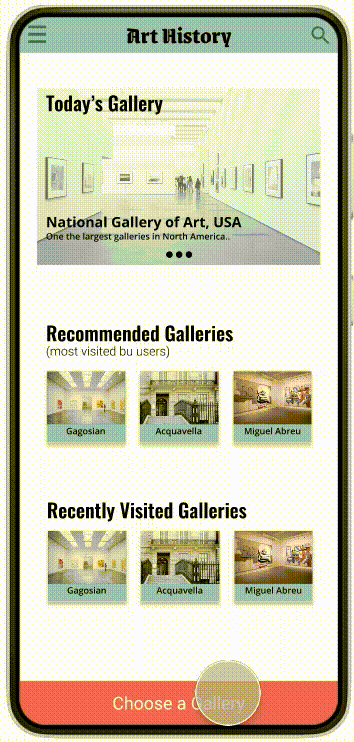 Art History
Today's Gallery
National Gallery of Art, USA
One the largest galleries in North America..
Recommended Galleries
(most visited bu users)
Gagosian
Acquavella
Miguel Abreu
Recently Visited Galleries
Gagosian
Acquavella
Miguel Abreu
Choose a Gallery